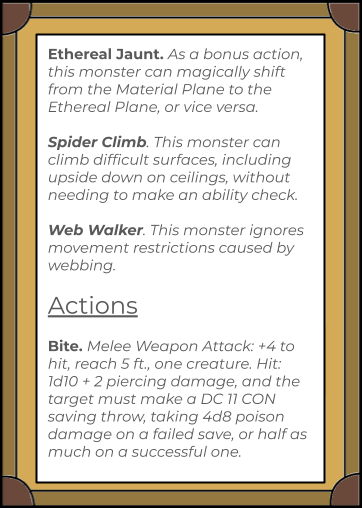 Ethereal Jaunt. As a bonus action,
this monster can magically shift
from the Material Plane to the
Ethereal Plane, or vice versa.
Spider Climb. This monster can
climb difficult surfaces, including
upside down on ceilings, without
needing to make an ability check.
Web Walker. This monster ignores
movement restrictions caused by
webbing.
Actions
Bite. Melee Weapon Attack: +4 to
hit, reach 5 ft., one creature. Hit:
1d10 + 2 piercing damage, and the
target must make a DC 11 CON
saving throw, taking 4d8 poison
damage on a failed save, or half as
much on a successful one.